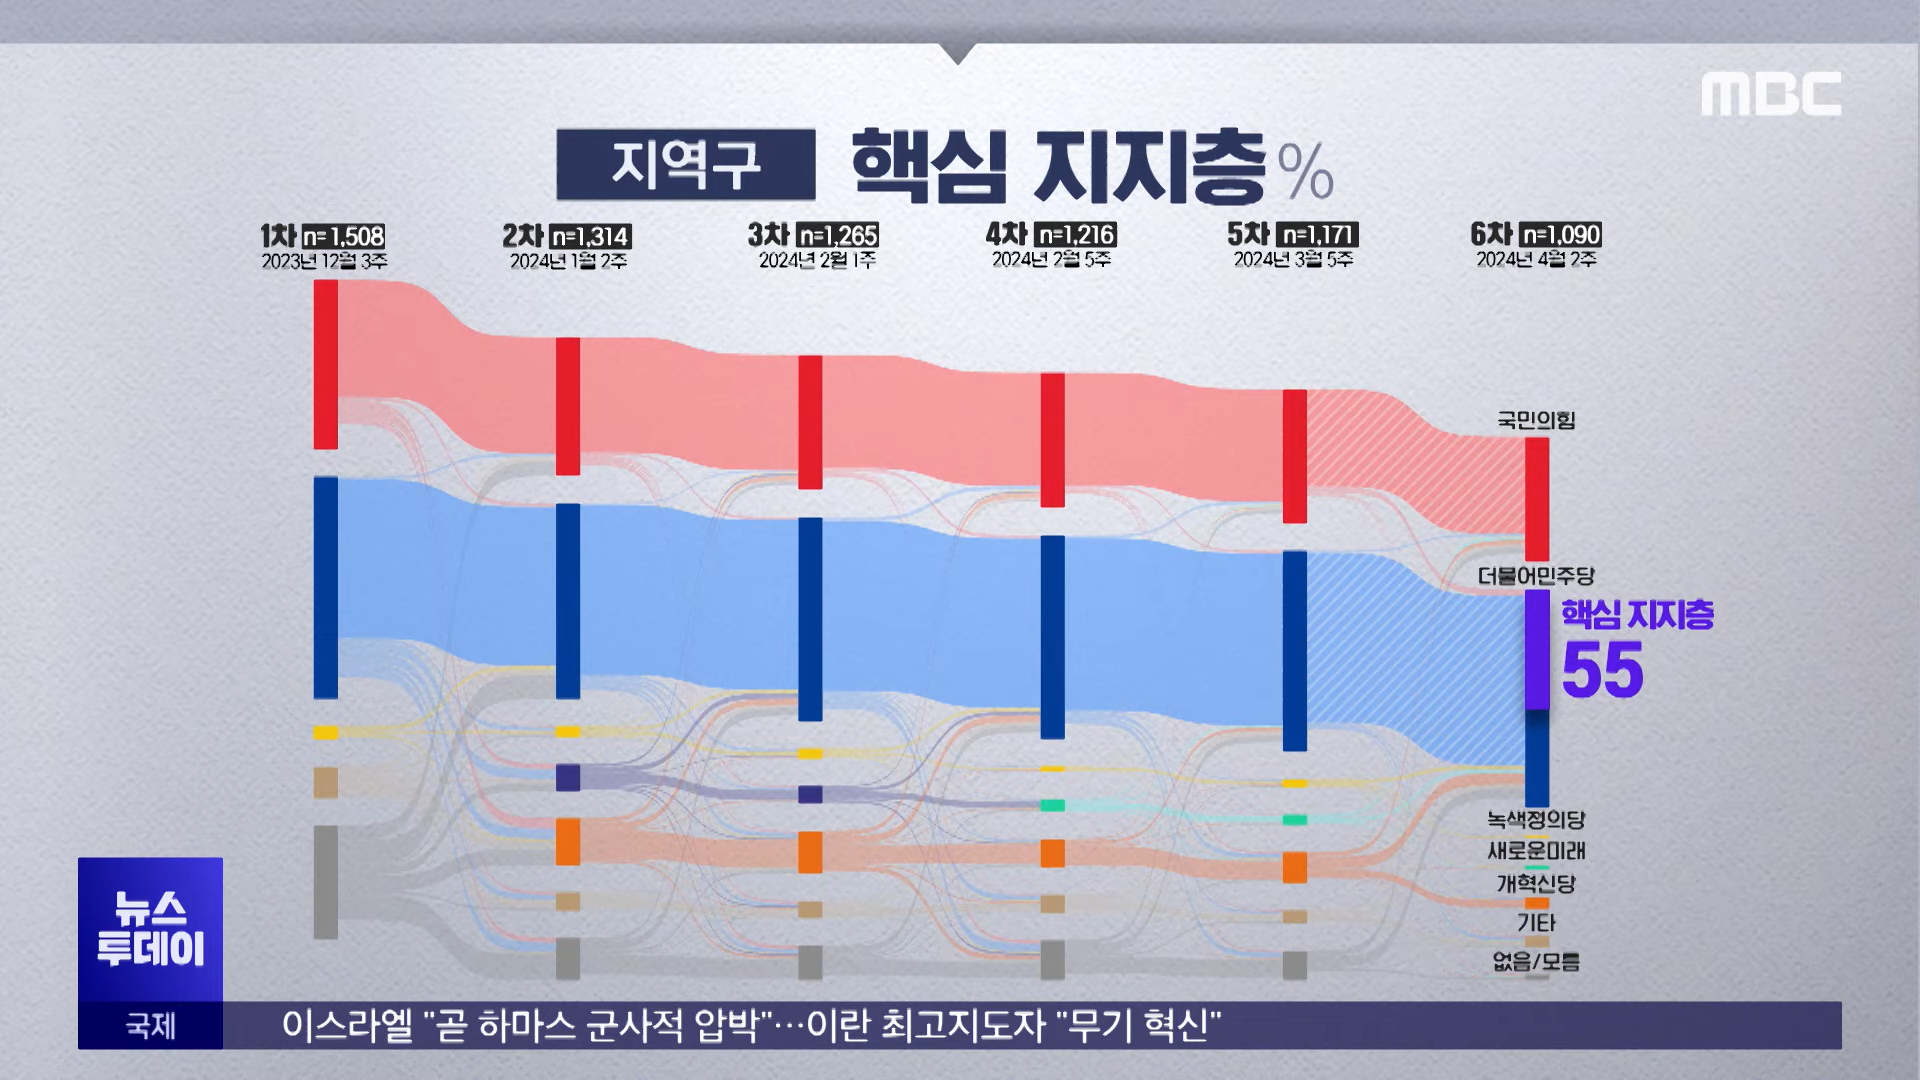 MBC
지역구 핵심 지지층 %
1차 n=1,508 2차 n=1,314 3차 n=1,265 4차 n=1,216 5차 n=1,171 6차 n=1,090
2023년 12월 3주 2024년 1월 2주 2024년 2월 1주 2024년 2월 5주 2024년 3월 5주 2024년 4월 2주
국민의힘
더불어민주당
핵심 지지층
55
녹색정의당
새로운미래
개혁신당
기타
없음/모름
뉴스
투데이
국제 이스라엘 "곧 하마스 군사적 압박"…이란 최고지도자 "무기 혁신"